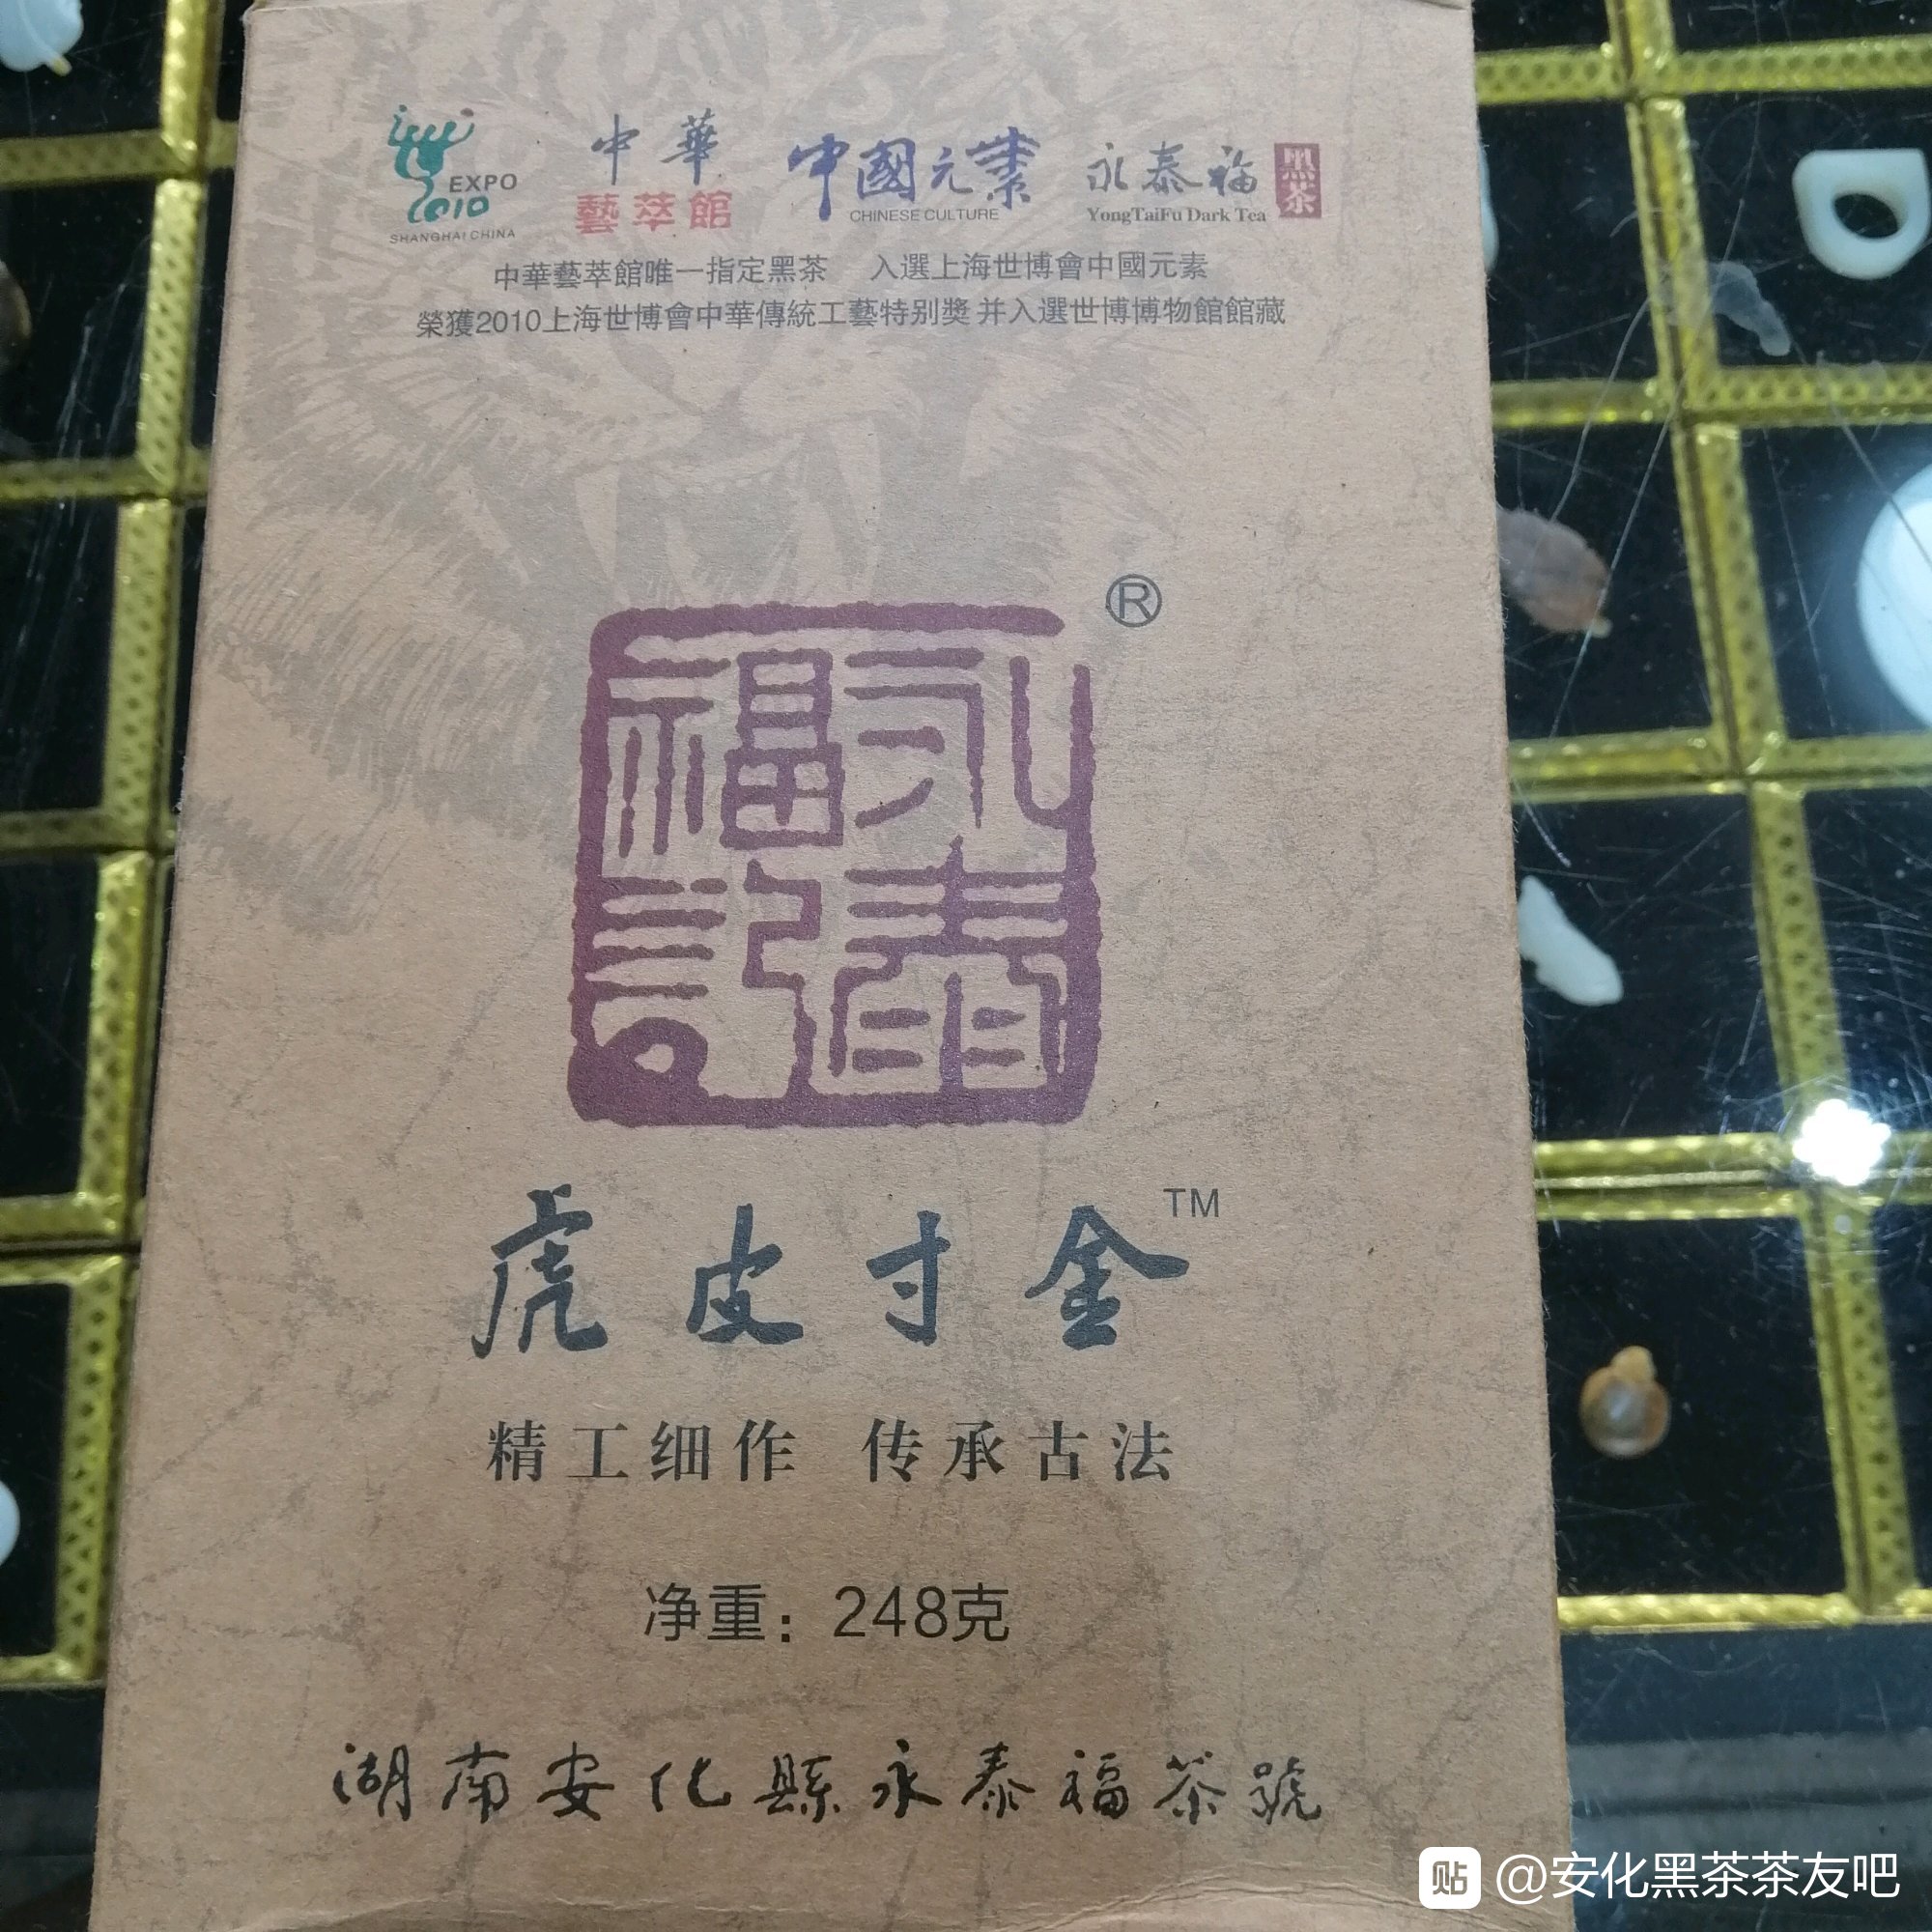 EXPO
2010
SHANGHAI CHINA
中華
藝萃館
中國元素
CHINESE CULTURE
永泰福
YongTaiFu Dark Tea
黑茶
中華藝萃館唯一指定黑茶 入選上海世博會中國元素
榮獲2010上海世博會中華傳統工藝特别獎 并入選世博博物館館藏
®
永泰
福記
虎皮寸金™
精工细作 传承古法
净重：248克
湖南安化縣永泰福茶號
贴 @安化黑茶茶友吧